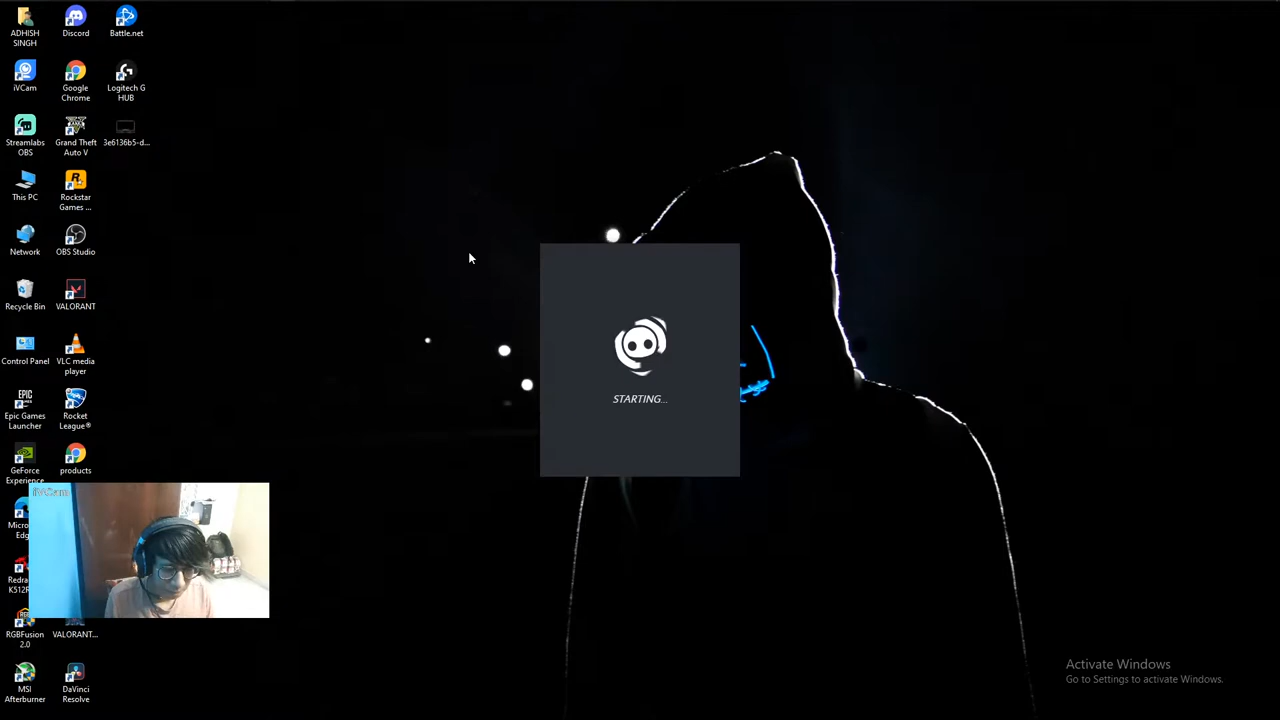 ADHISH
SINGH
Discord
Battle.net
iVCam
Google
Chrome
Logitech G
HUB
Streamlabs
OBS
Grand Theft
Auto V
3e6136b5-d...
This PC
Rockstar
Games ...
Network
OBS Studio
Recycle Bin
VALORANT
Control Panel
VLC media
player
Epic Games
Launcher
Rocket
League®
GeForce
Experience
products
iVCam
Micro
Edg
Redra
K512R
RGBFusion
2.0
VALORANT...
MSI
Afterburner
DaVinci
Resolve
STARTING...
Activate Windows
Go to Settings to activate Windows.